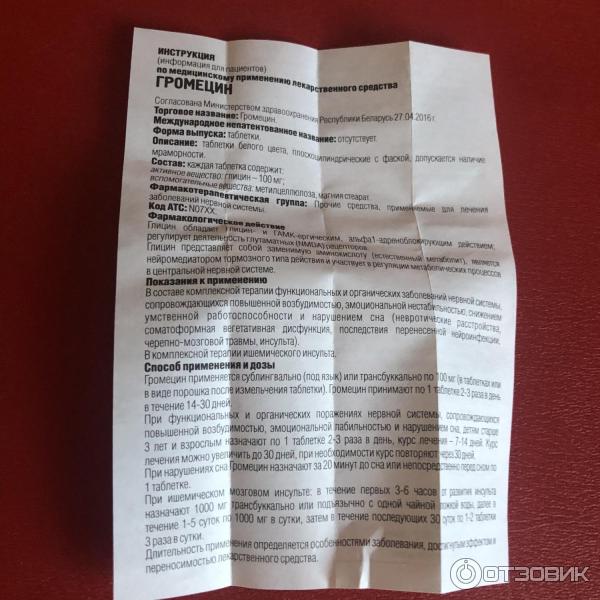 ИНСТРУКЦИЯ
(информация для пациентов)
по медицинскому применению лекарственного средства
ГРОМЕЦИН
Согласована Министерством здравоохранения Республики Беларусь 27.04.2016 г.
Торговое название: Громецин.
Международное непатентованное название: отсутствует.
Форма выпуска: таблетки.
Описание: таблетки белого цвета, плоскоцилиндрические с фаской, допускается наличие
мраморности.
Состав: каждая таблетка содержит:
активное вещество: глицин – 100 мг;
вспомогательные вещества: метилцеллюлоза, магния стеарат.
Фармакотерапевтическая группа: Прочие средства, применяемые для лечения
заболеваний нервной системы.
Код АТС: N07XX.
Фармакологическое действие
Глицин обладает глицин- и ГАМК-ергическим, альфа1-адреноблокирующим действием;
регулирует деятельность глутаматных (NMDA) рецепторов.
Глицин представляет собой заменимую аминокислоту (естественный метаболит), является
нейромедиатором тормозного типа действия и участвует в регуляции метаболических процессов
в центральной нервной системе.
Показания к применению
В составе комплексной терапии функциональных и органических заболеваний нервной системы,
сопровождающихся повышенной возбудимостью, эмоциональной нестабильностью, снижением
умственной работоспособности и нарушением сна (невротические расстройства,
соматоформная вегетативная дисфункция, последствия перенесенной нейроинфекции,
черепно-мозговой травмы, инсульта).
В комплексной терапии ишемического инсульта.
Способ применения и дозы
Громецин применяется сублингвально (под язык) или трансбуккально по 100 мг (в таблетках или
в виде порошка после измельчения таблетки). Громецин принимают по 1 таблетке 2-3 раза в день
в течение 14-30 дней.
При функциональных и органических поражениях нервной системы, сопровождающихся
повышенной возбудимостью, эмоциональной лабильностью и нарушением сна, детям старше
3 лет и взрослым назначают по 1 таблетке 2-3 раза в день, курс лечения – 7-14 дней. Курс
лечения можно увеличить до 30 дней, при необходимости курс повторяют через 30 дней.
При нарушениях сна Громецин назначают за 20 минут до сна или непосредственно перед сном по
1 таблетке.
При ишемическом мозговом инсульте: в течение первых 3-6 часов от развития инсульта
назначают 1000 мг трансбуккально или подъязычно с одной чайной ложкой воды, далее в
течение 1-5 суток по 1000 мг в сутки, затем в течение последующих 30 суток по 1-2 таблетки
3 раза в сутки.
Длительность применения определяется особенностями заболевания, достигнутым эффектом и
переносимостью лекарственного средства.
ОТЗОВИК